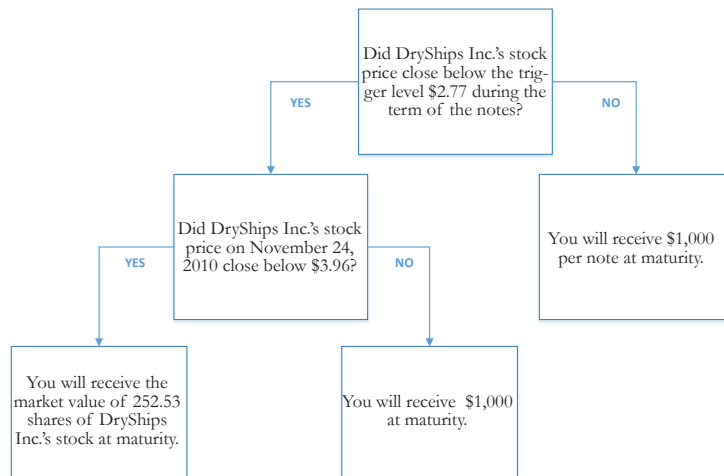 Did DryShips Inc.'s stock
price close below the trig-
ger level $2.77 during the
term of the notes?
YES
NO
Did DryShips Inc.'s stock
price on November 24,
2010 close below $3.96?
You will receive $1,000
per note at maturity.
YES
NO
You will receive the
market value of 252.53
shares of DryShips
Inc.'s stock at maturity.
You will receive  $1,000
at maturity.